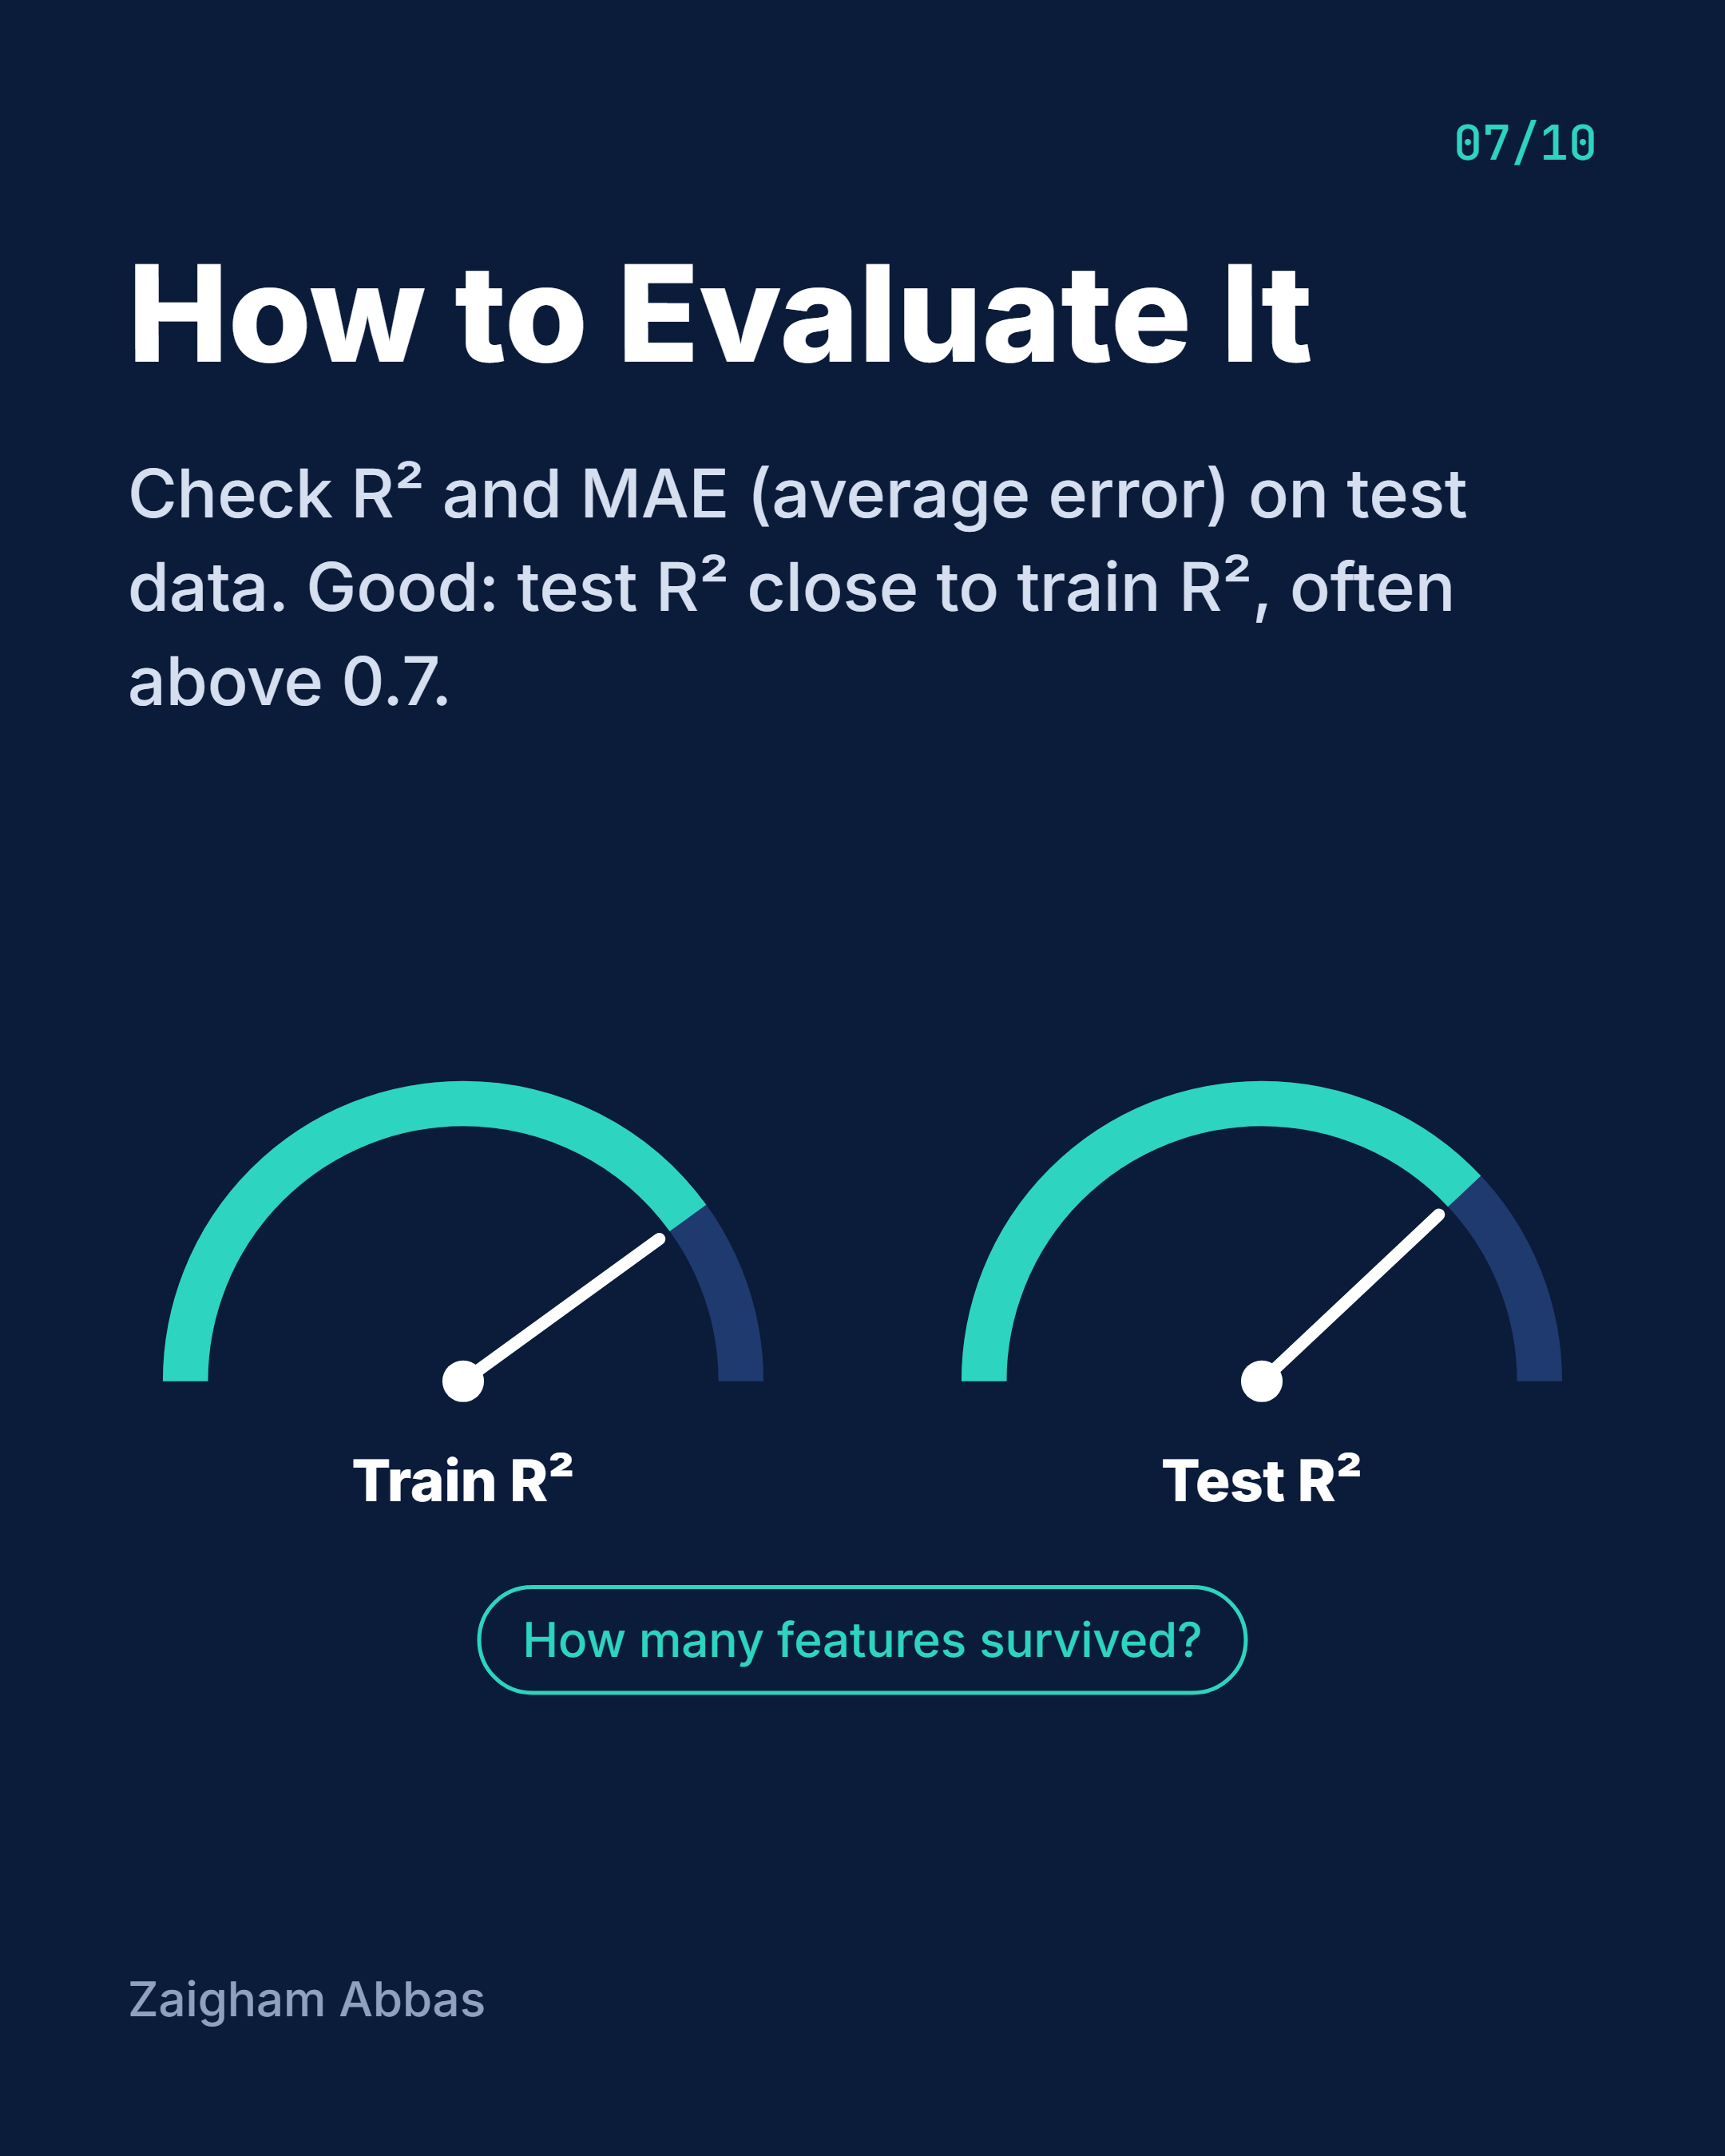 07/10
How to Evaluate It
Check R² and MAE (average error) on test
data. Good: test R² close to train R², often
above 0.7.
Train R²
Test R²
How many features survived?
Zaigham Abbas